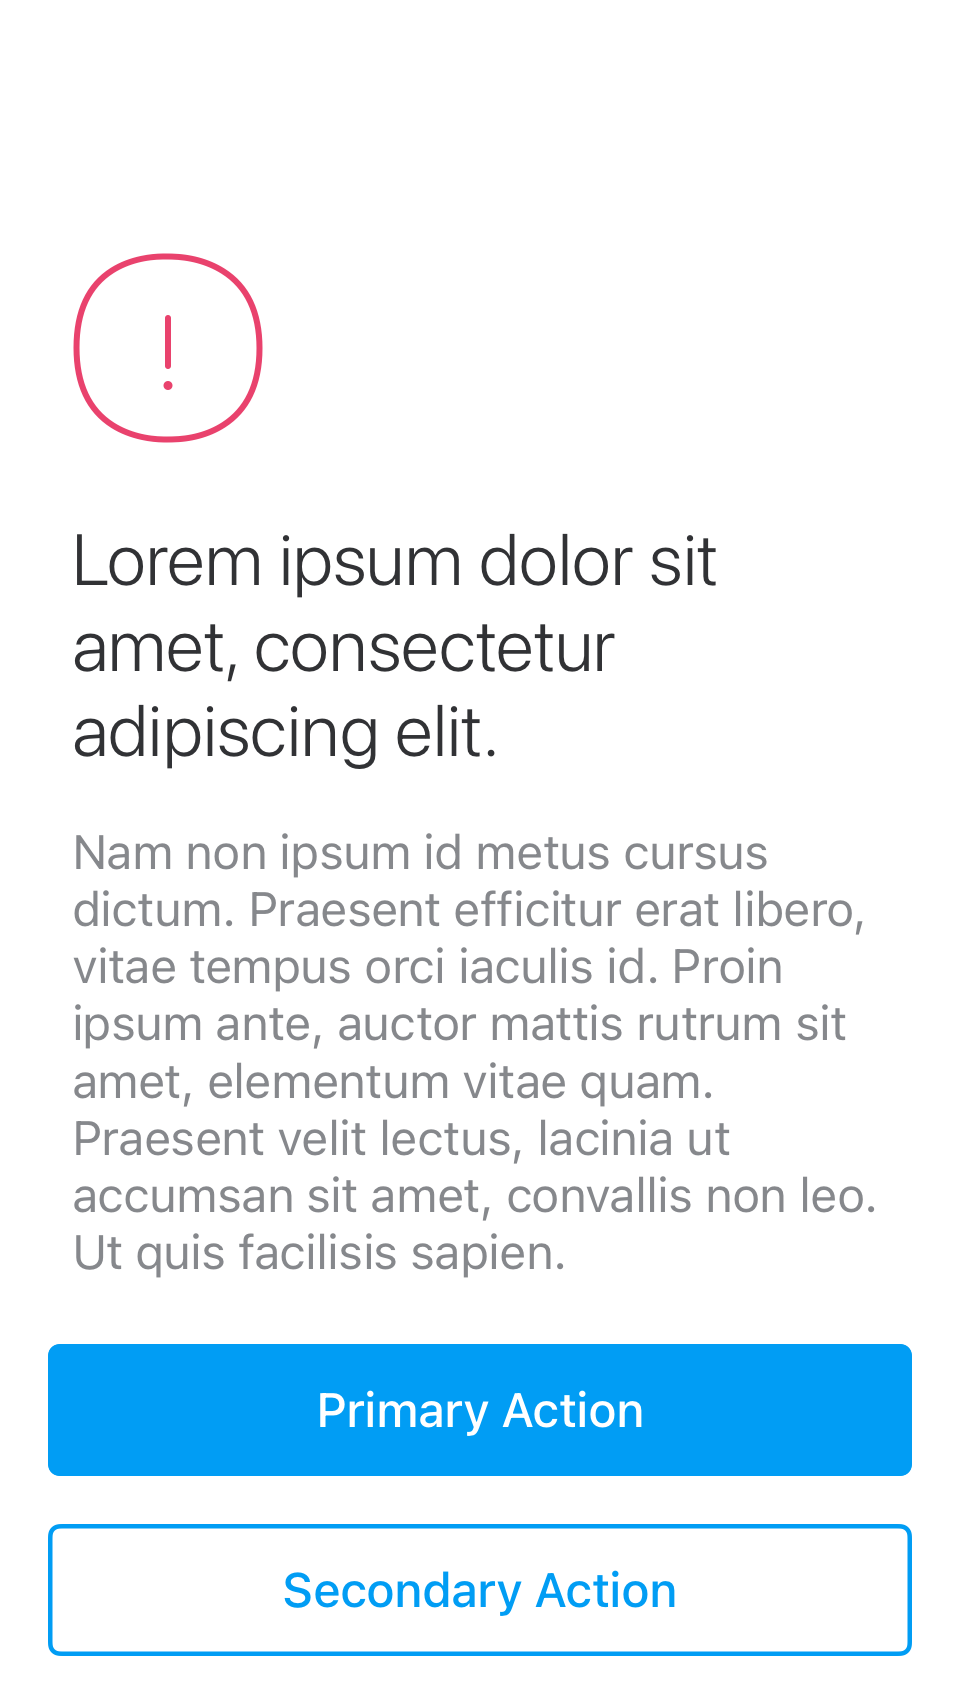 Lorem ipsum dolor sit
amet, consectetur
adipiscing elit.
Nam non ipsum id metus cursus
dictum. Praesent efficitur erat libero,
vitae tempus orci iaculis id. Proin
ipsum ante, auctor mattis rutrum sit
amet, elementum vitae quam.
Praesent velit lectus, lacinia ut
accumsan sit amet, convallis non leo.
Ut quis facilisis sapien.
Primary Action
Secondary Action